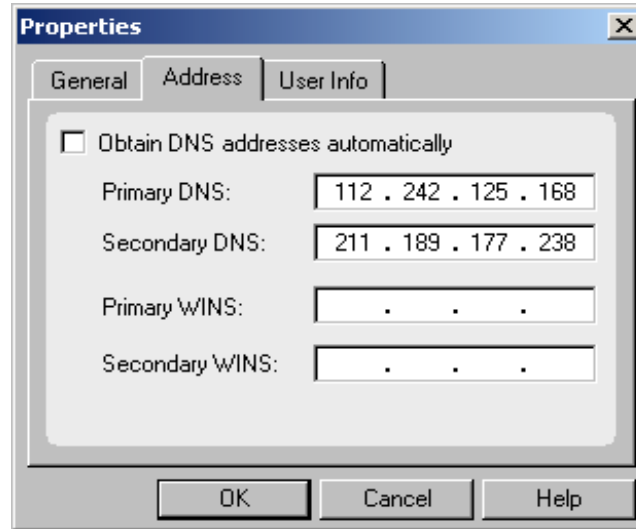 Properties
General Address User Info
Obtain DNS addresses automatically
Primary DNS: 112 . 242 . 125 . 168
Secondary DNS: 211 . 189 . 177 . 238
Primary WINS: . . .
Secondary WINS: . . .
OK Cancel Help